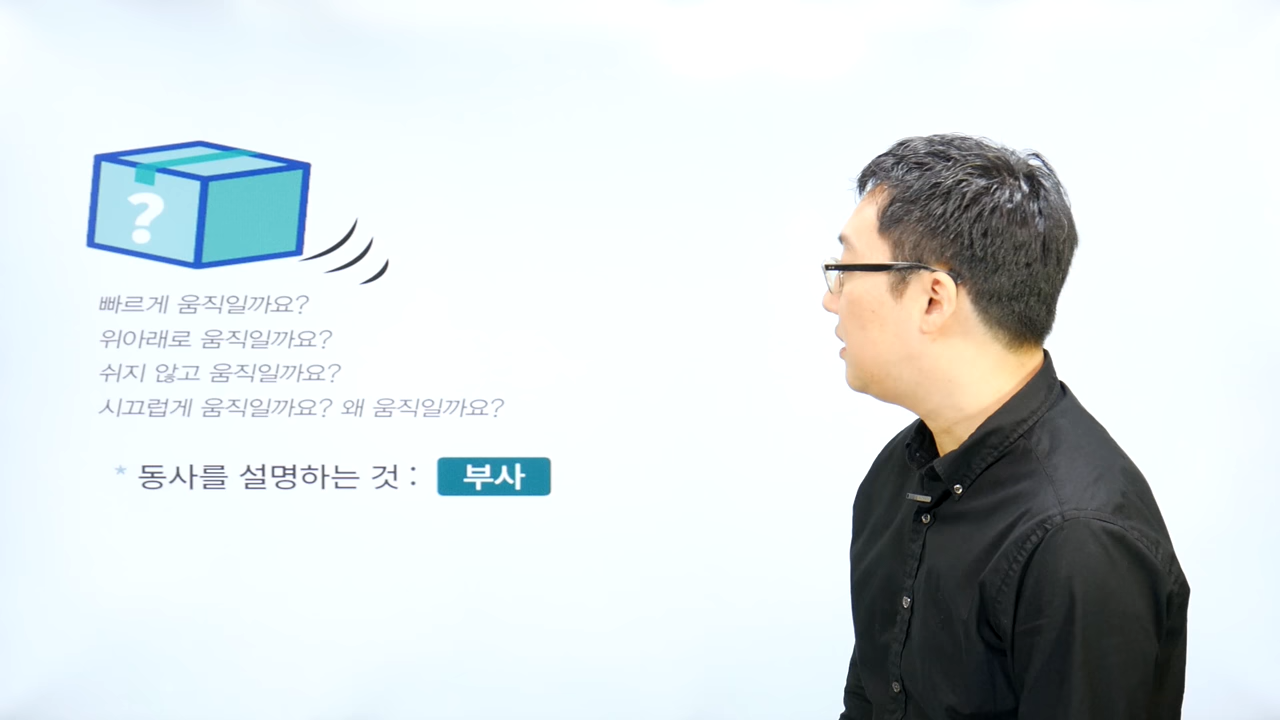 ?
빠르게 움직일까요?
위아래로 움직일까요?
쉬지 않고 움직일까요?
시끄럽게 움직일까요? 왜 움직일까요?
* 동사를 설명하는 것 : 부사